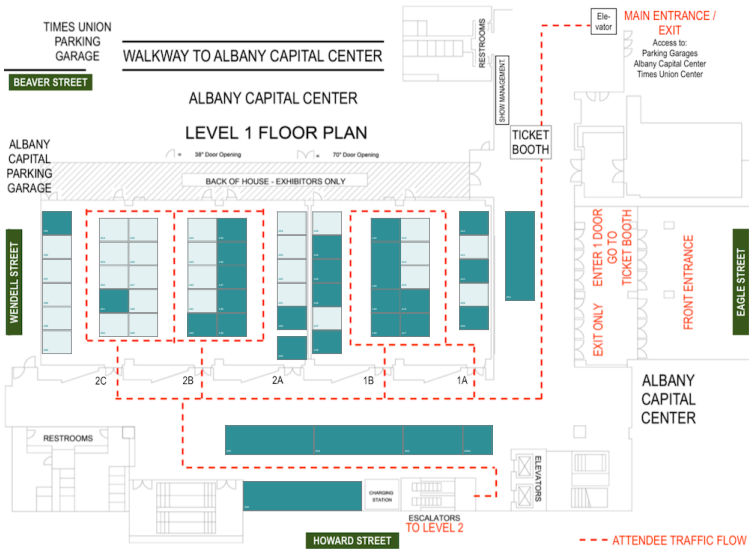 TIMES UNION
PARKING
GARAGE
BEAVER STREET
WALKWAY TO ALBANY CAPITAL CENTER
ALBANY CAPITAL CENTER
LEVEL 1 FLOOR PLAN
= 38" Door Opening
= 70" Door Opening
RESTROOMS
SHOW MANAGEMENT
Ele-
vator
MAIN ENTRANCE /
EXIT
Access to:
Parking Garages
Albany Capital Center
Times Union Center
TICKET
BOOTH
ALBANY
CAPITAL
PARKING
GARAGE
BACK OF HOUSE - EXHIBITORS ONLY
WENDELL STREET
ENTER 1 DOOR
GO TO
TICKET BOOTH
EXIT ONLY
FRONT ENTRANCE
EAGLE STREET
2C
2B
2A
1B
1A
ALBANY
CAPITAL
CENTER
RESTROOMS
CHARGING
STATION
ELEVATORS
ESCALATORS
TO LEVEL 2
HOWARD STREET
ATTENDEE TRAFFIC FLOW